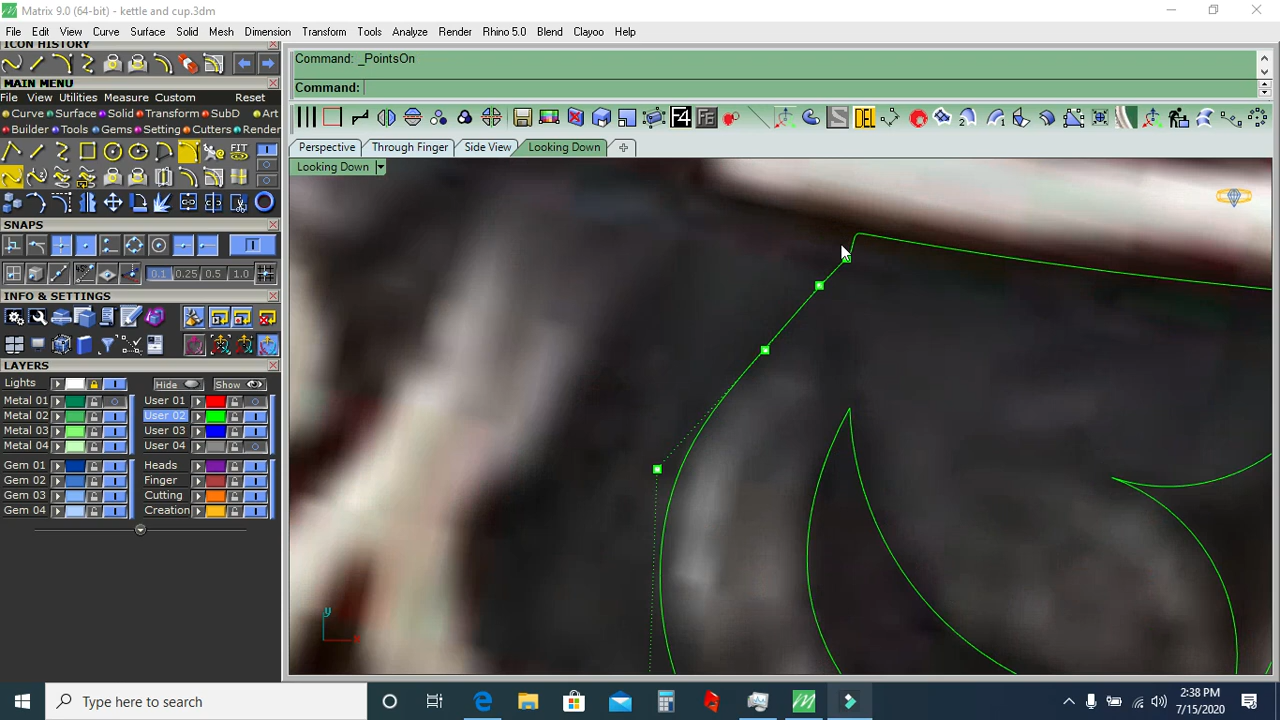 Matrix 9.0 (64-bit) - kettle and cup.3dm
File Edit View Curve Surface Solid Mesh Dimension Transform Tools Analyze Render Rhino 5.0 Blend Clayoo Help
ICON HISTORY
MAIN MENU
File View Utilities Measure Custom Reset
Curve Surface Solid Transform SubD Art
Builder Tools Gems Setting Cutters Render
FIT
SNAPS
0.1 0.25 0.5 1.0
INFO & SETTINGS
LAYERS
Lights Hide Show
Metal 01 User 01
Metal 02 User 02
Metal 03 User 03
Metal 04 User 04
Gem 01 Heads
Gem 02 Finger
Gem 03 Cutting
Gem 04 Creation
Command: _PointsOn
Command:
F4 F6 DEL
Perspective Through Finger Side View Looking Down
Looking Down
y
x
Type here to search
2:38 PM
7/15/2020